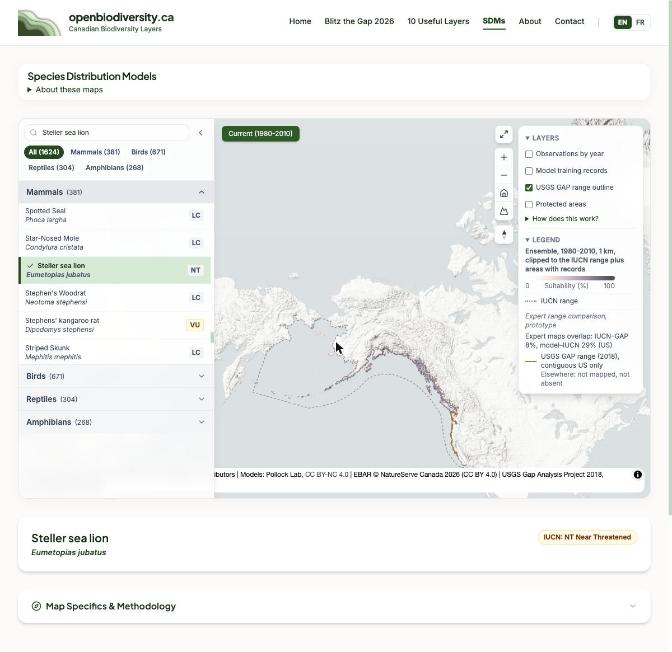 openbiodiversity.ca
Canadian Biodiversity Layers
Home Blitz the Gap 2026 10 Useful Layers SDMs About Contact EN FR
Species Distribution Models
▶ About these maps
Steller sea lion
All (1624) Mammals (381) Birds (671)
Reptiles (304) Amphibians (268)
Mammals (381)
Spotted Seal
Phoca largha
LC
Star-Nosed Mole
Condylura cristata
LC
✓ Steller sea lion
Eumetopias jubatus
NT
Stephen's Woodrat
Neotoma stephensi
LC
Stephens' kangaroo rat
Dipodomys stephensi
VU
Striped Skunk
Mephitis mephitis
LC
Birds (671)
Reptiles (304)
Amphibians (268)
Current (1980-2010)
▼ LAYERS
Observations by year
Model training records
USGS GAP range outline
Protected areas
▶ How does this work?
▼ LEGEND
Ensemble, 1980-2010, 1 km,
clipped to the IUCN range plus
areas with records
0 Suitability (%) 100
IUCN range
Expert range comparison,
prototype
Expert maps overlap: IUCN-GAP
8%, model-IUCN 29% (US)
USGS GAP range (2018),
contiguous US only
Elsewhere: not mapped, not
absent
ibutors | Models: Pollock Lab, CC BY-NC 4.0 | EBAR © NatureServe Canada 2026 (CC BY 4.0) | USGS Gap Analysis Project 2018,
Steller sea lion
Eumetopias jubatus
IUCN: NT Near Threatened
Map Specifics & Methodology